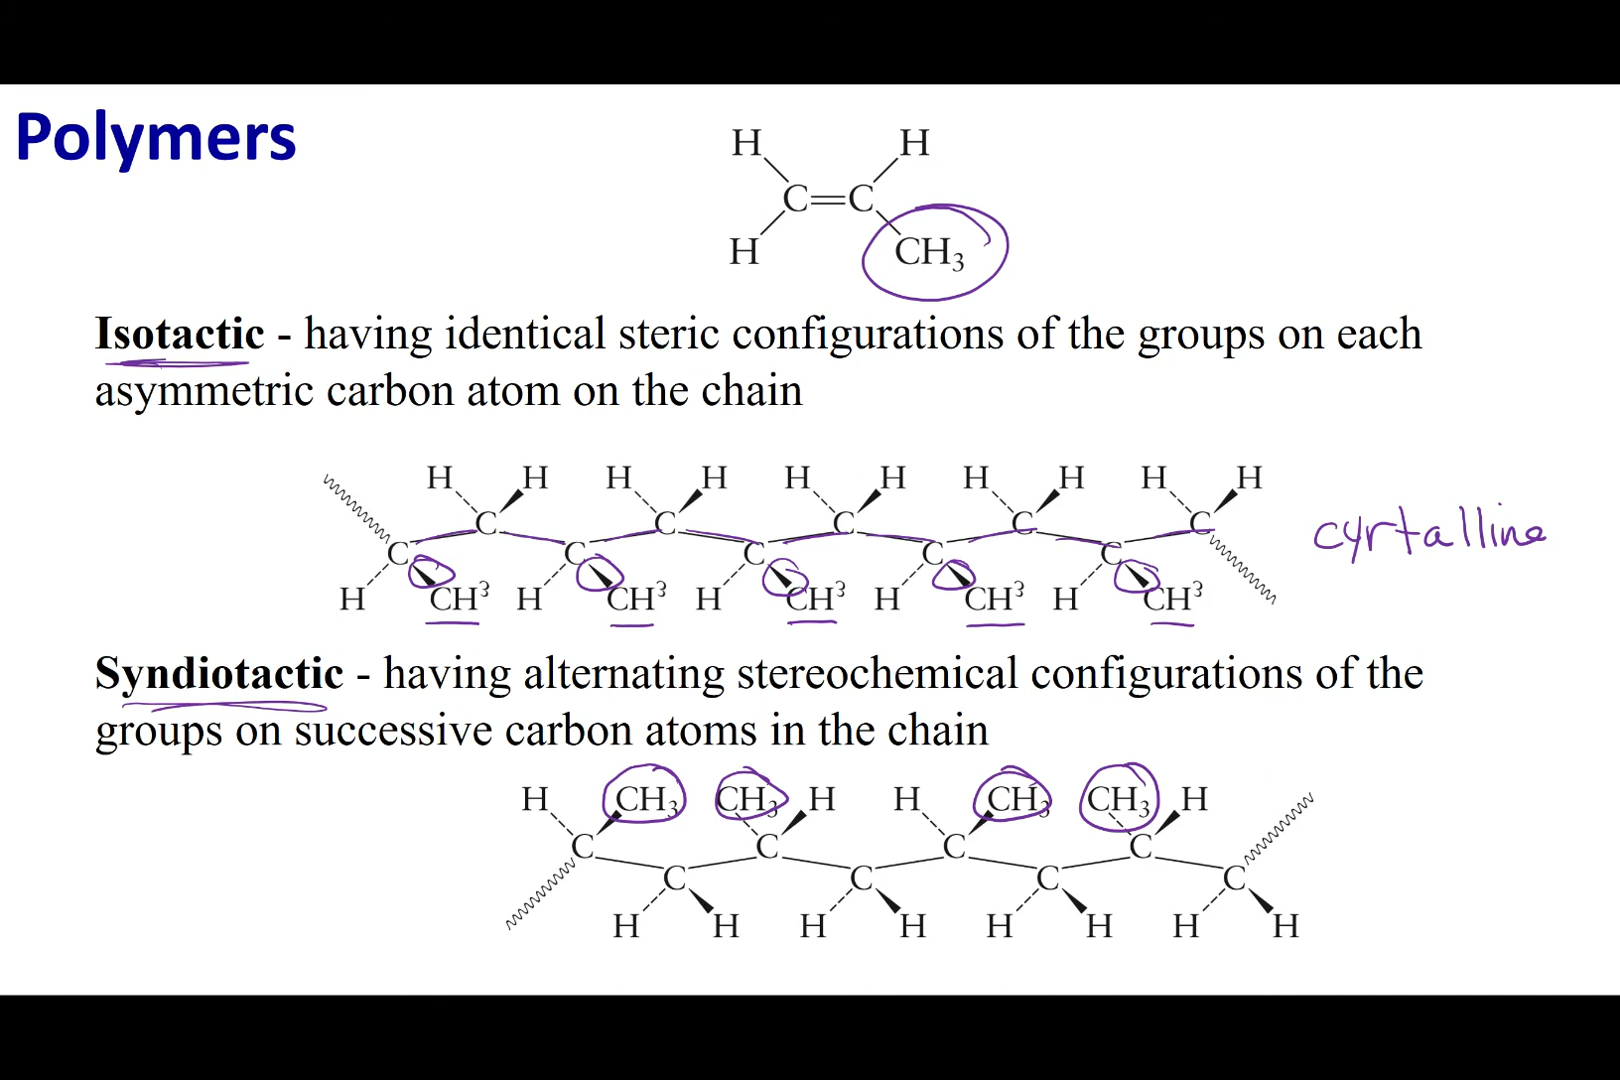 Polymers
H H
C=C
H CH₃
Isotactic - having identical steric configurations of the groups on each
asymmetric carbon atom on the chain
H H H H H H H H H H
C C C C C
C C C C C
cyrtalline
H CH³ H CH³ H CH³ H CH³ H CH³
Syndiotactic - having alternating stereochemical configurations of the
groups on successive carbon atoms in the chain
H CH₃ CH₃ H H CH₃ CH₃ H
C C C C
C C C C
H H H H H H H H